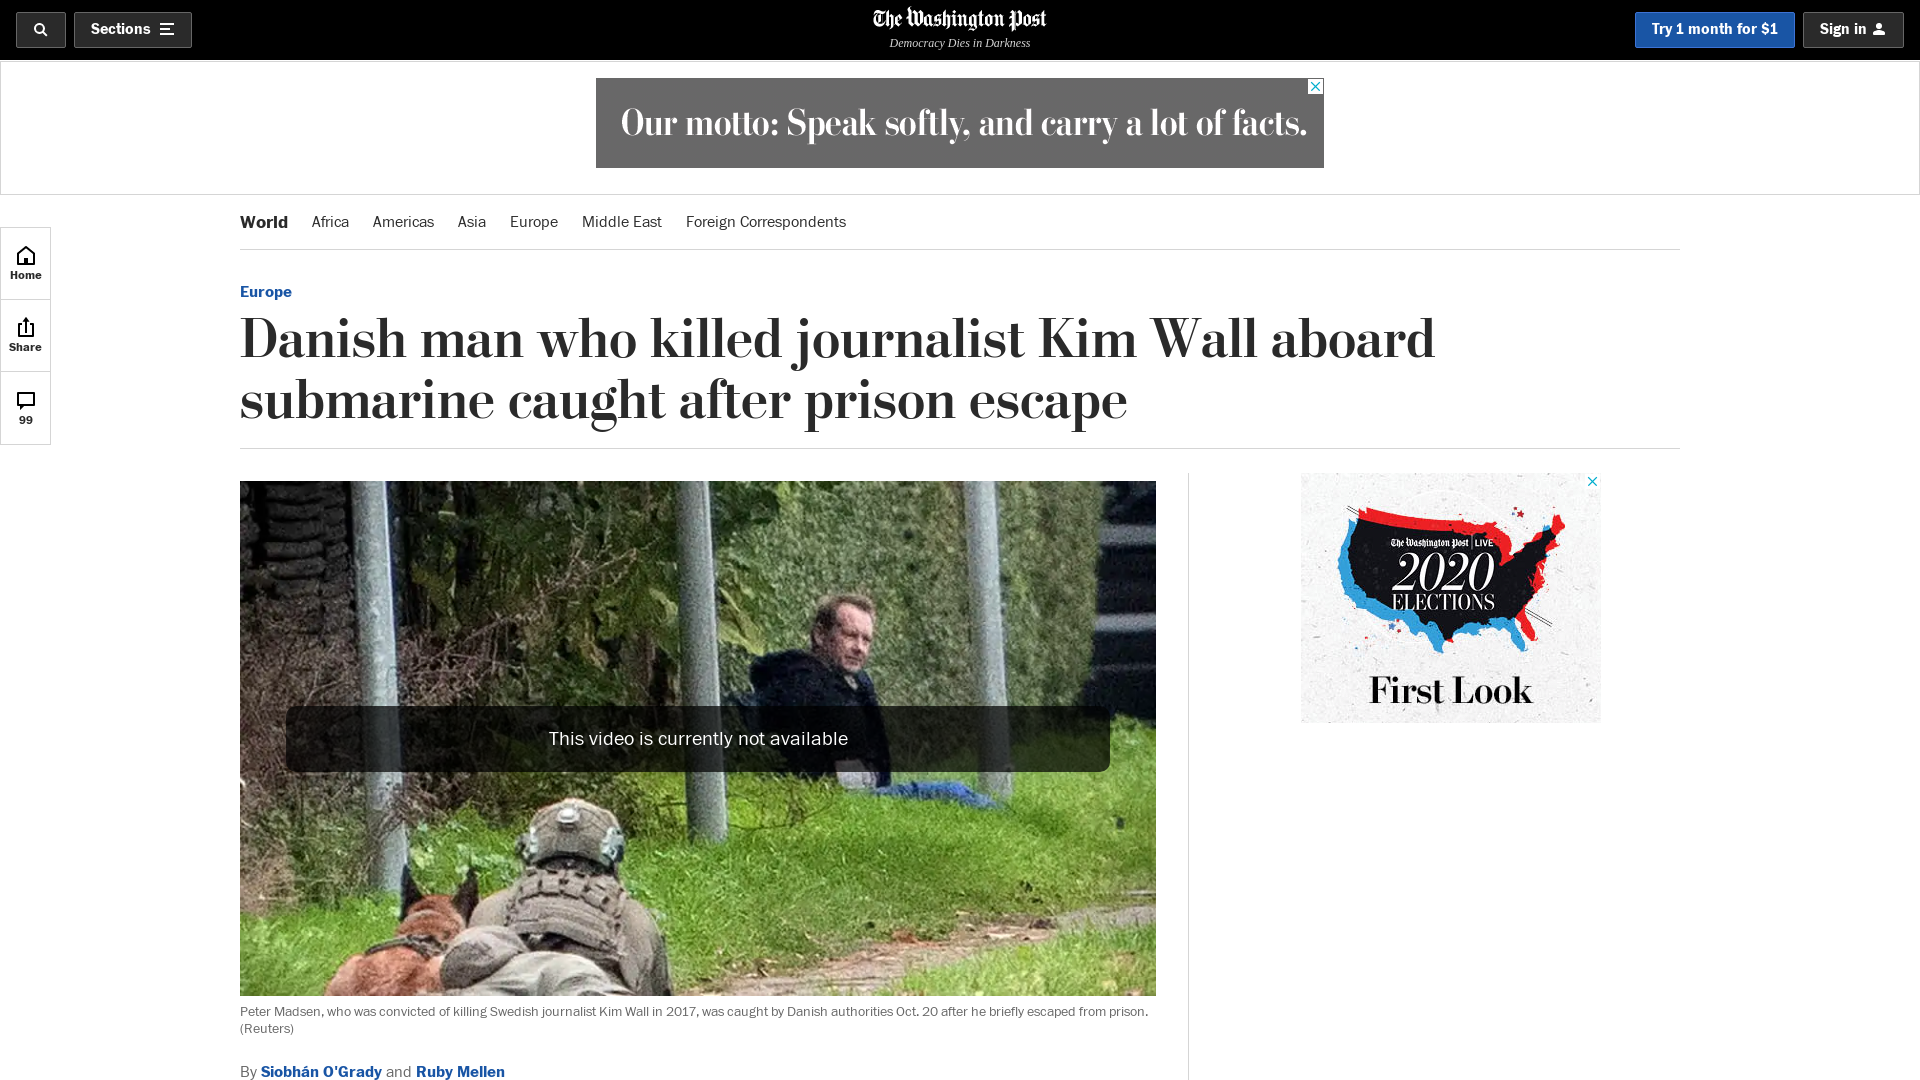 Sections
The Washington Post
Democracy Dies in Darkness
Try 1 month for $1
Sign in
Our motto: Speak softly, and carry a lot of facts.
World Africa Americas Asia Europe Middle East Foreign Correspondents
Home
Share
99
Europe
Danish man who killed journalist Kim Wall aboard
submarine caught after prison escape
This video is currently not available
The Washington Post LIVE
2020
ELECTIONS
First Look
Peter Madsen, who was convicted of killing Swedish journalist Kim Wall in 2017, was caught by Danish authorities Oct. 20 after he briefly escaped from prison.
(Reuters)
By Siobhán O'Grady and Ruby Mellen